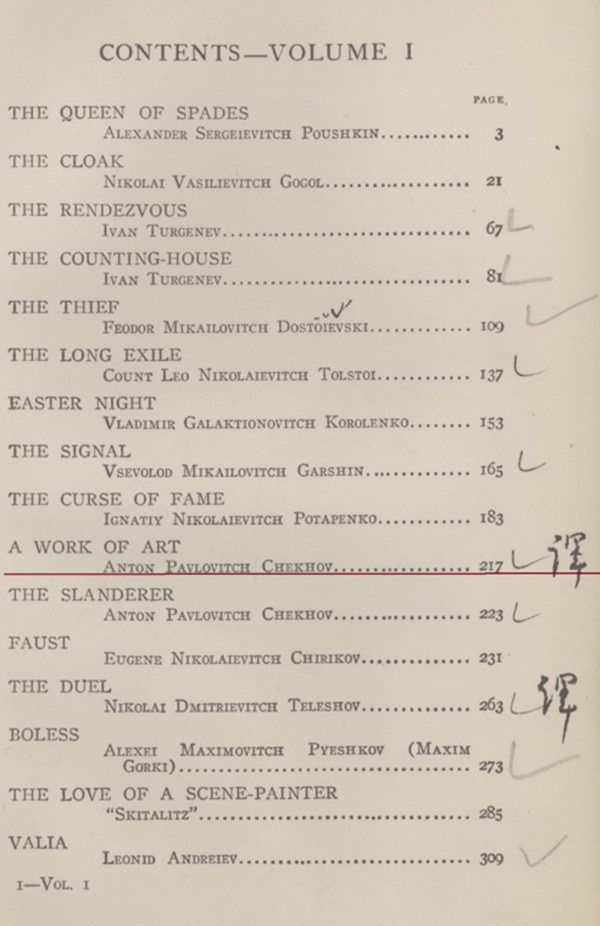 CONTENTS—VOLUME I
PAGE.
THE QUEEN OF SPADES
ALEXANDER SERGEIEVITCH POUSHKIN........... 3
THE CLOAK
NIKOLAI VASILIEVITCH GOGOL.................. 21
THE RENDEZVOUS
IVAN TURGENEV............................... 67
THE COUNTING-HOUSE
IVAN TURGENEV............................... 81
THE THIEF
FEODOR MIKAILOVITCH DOSTOIEVSKI............. 109
THE LONG EXILE
COUNT LEO NIKOLAIEVITCH TOLSTOI............ 137
EASTER NIGHT
VLADIMIR GALAKTIONOVITCH KOROLENKO........ 153
THE SIGNAL
VSEVOLOD MIKAILOVITCH GARSHIN............. 165
THE CURSE OF FAME
IGNATIY NIKOLAIEVITCH POTAPENKO............ 183
A WORK OF ART
ANTON PAVLOVITCH CHEKHOV.................. 217 譯
THE SLANDERER
ANTON PAVLOVITCH CHEKHOV.................. 223
FAUST
EUGENE NIKOLAIEVITCH CHIRIKOV.............. 231
THE DUEL
NIKOLAI DMITRIEVITCH TELESHOV.............. 263 譯
BOLESS
ALEXEI MAXIMOVITCH PYESHKOV (MAXIM
GORKI)...................................... 273
THE LOVE OF A SCENE-PAINTER
"SKITALITZ".................................. 285
VALIA
LEONID ANDREIEV............................. 309
1—VOL. 1